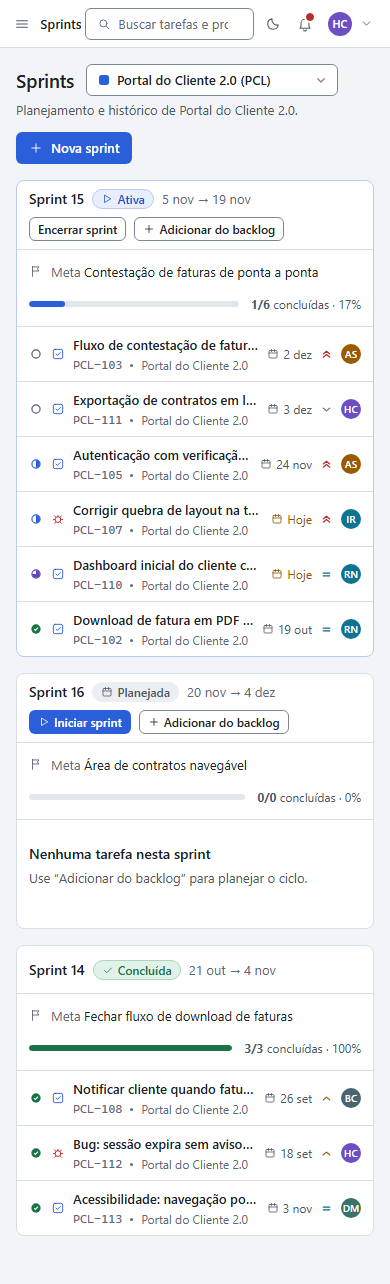 Sprints
Buscar tarefas e prc
HC
Sprints
Portal do Cliente 2.0 (PCL)
Planejamento e histórico de Portal do Cliente 2.0.
Nova sprint
Sprint 15 Ativa 5 nov → 19 nov
Encerrar sprint
Adicionar do backlog
Meta Contestação de faturas de ponta a ponta
1/6 concluídas · 17%
Fluxo de contestação de fatur...
PCL-103 • Portal do Cliente 2.0
2 dez
AS
Exportação de contratos em l...
PCL-111 • Portal do Cliente 2.0
3 dez
HC
Autenticação com verificaçã...
PCL-105 • Portal do Cliente 2.0
24 nov
AS
Corrigir quebra de layout na t...
PCL-107 • Portal do Cliente 2.0
Hoje
IR
Dashboard inicial do cliente c...
PCL-110 • Portal do Cliente 2.0
Hoje
RN
Download de fatura em PDF ...
PCL-102 • Portal do Cliente 2.0
19 out
RN
Sprint 16 Planejada 20 nov → 4 dez
Iniciar sprint
Adicionar do backlog
Meta Área de contratos navegável
0/0 concluídas · 0%
Nenhuma tarefa nesta sprint
Use “Adicionar do backlog” para planejar o ciclo.
Sprint 14 Concluída 21 out → 4 nov
Meta Fechar fluxo de download de faturas
3/3 concluídas · 100%
Notificar cliente quando fatu...
PCL-108 • Portal do Cliente 2.0
26 set
BC
Bug: sessão expira sem aviso...
PCL-112 • Portal do Cliente 2.0
18 set
HC
Acessibilidade: navegação po...
PCL-113 • Portal do Cliente 2.0
3 nov
DM